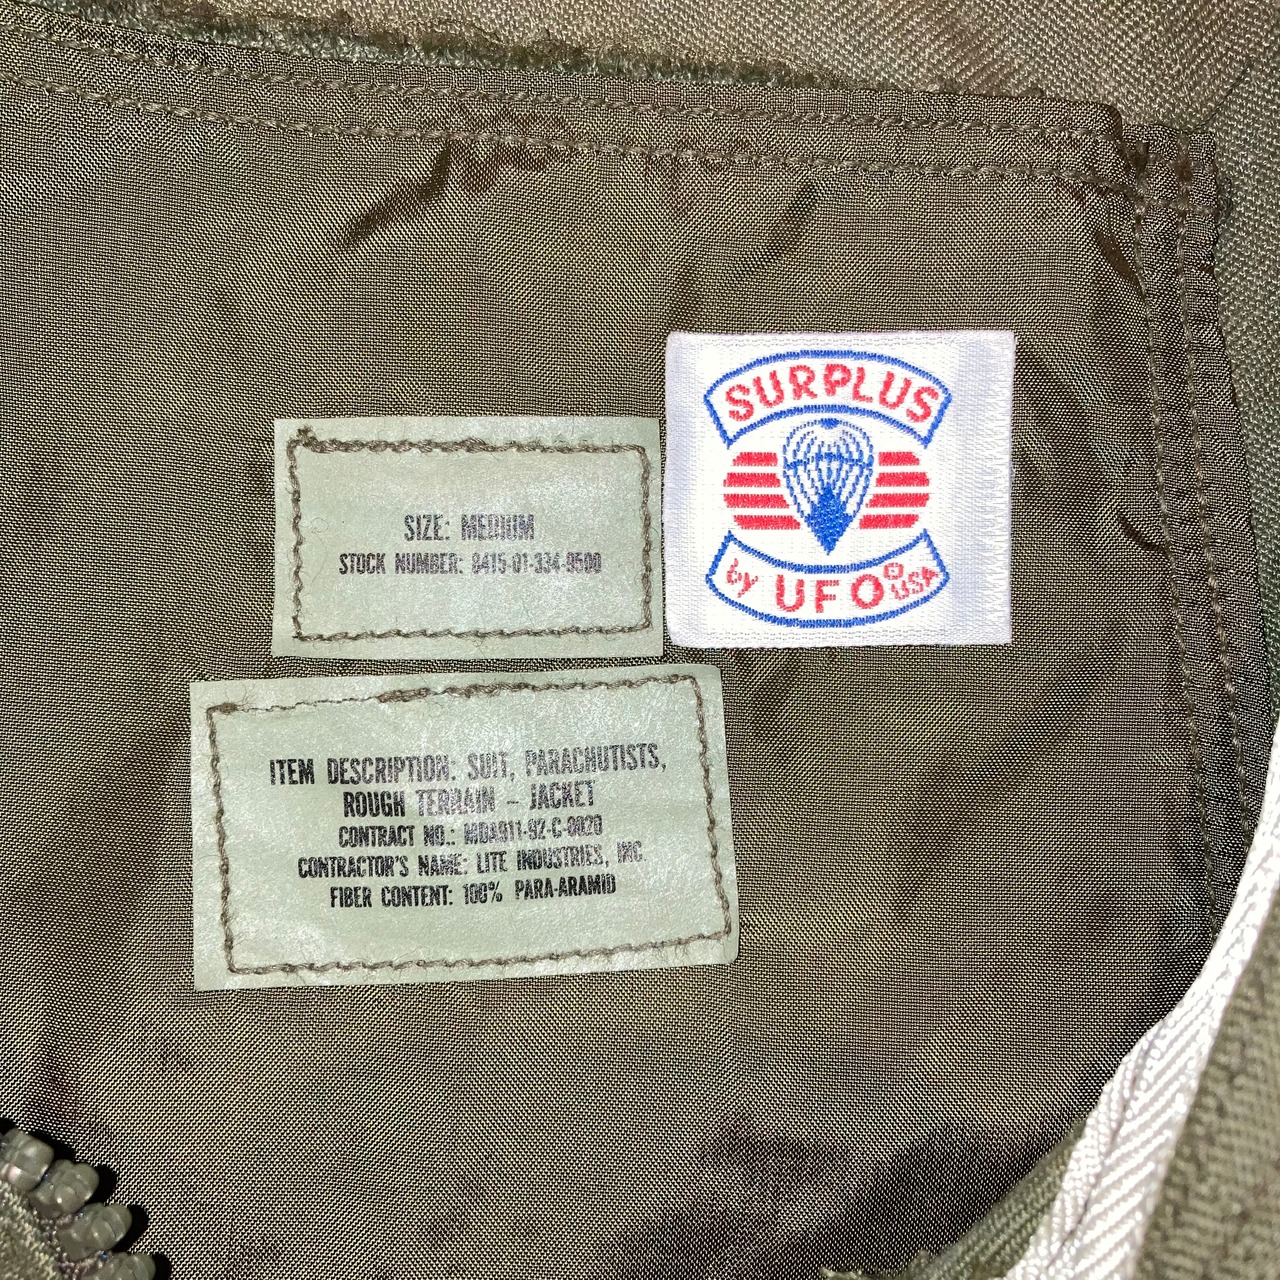 SIZE: MEDIUM
STOCK NUMBER: 8415-01-334-9500
SURPLUS
by UFO® USA
ITEM DESCRIPTION: SUIT, PARACHUTISTS,
ROUGH TERRAIN – JACKET
CONTRACT NO.: MDA911-92-C-0020
CONTRACTOR'S NAME: LITE INDUSTRIES, INC.
FIBER CONTENT: 100% PARA-ARAMID